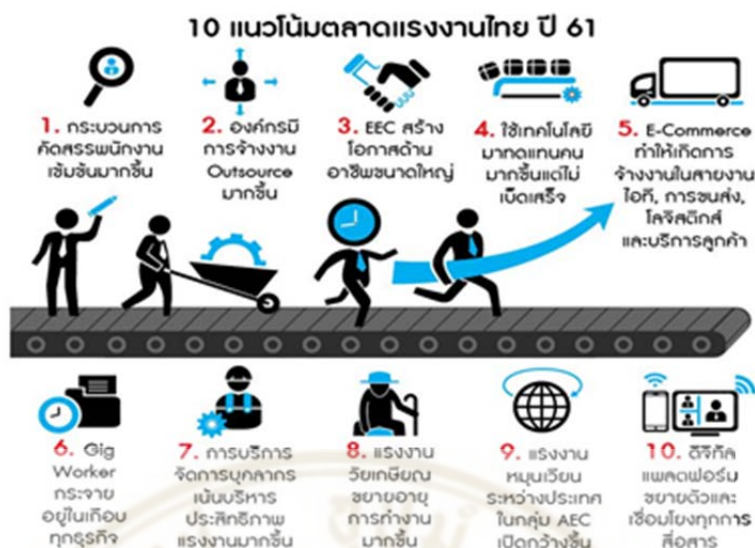 10 แนวโน้มตลาดแรงงานไทย ปี 61
1. กระบวนการ
คัดสรรพนักงาน
เข้มข้นมากขึ้น
2. องค์กรมี
การจ้างงาน
Outsource
มากขึ้น
3. EEC สร้าง
โอกาสด้าน
อาชีพขนาดใหญ่
4. ใช้เทคโนโลยี
มาทดแทนคน
มากขึ้นแต่ไม่
เบ็ดเสร็จ
5. E-Commerce
ทำให้เกิดการ
จ้างงานในสายงาน
ไอที, การขนส่ง,
โลจิสติกส์
และบริการลูกค้า
6. Gig
Worker
กระจาย
อยู่ในเกือบ
ทุกธุรกิจ
7. การบริการ
จัดการบุคลากร
เน้นบริหาร
ประสิทธิภาพ
แรงงานมากขึ้น
8. แรงงาน
วัยเกษียณ
ขยายอายุ
การทำงาน
มากขึ้น
9. แรงงาน
หมุนเวียน
ระหว่างประเทศ
ในกลุ่ม AEC
เปิดกว้างขึ้น
10. ดิจิทัล
แพลตฟอร์ม
ขยายตัวและ
เชื่อมโยงทุกการ
สื่อสาร